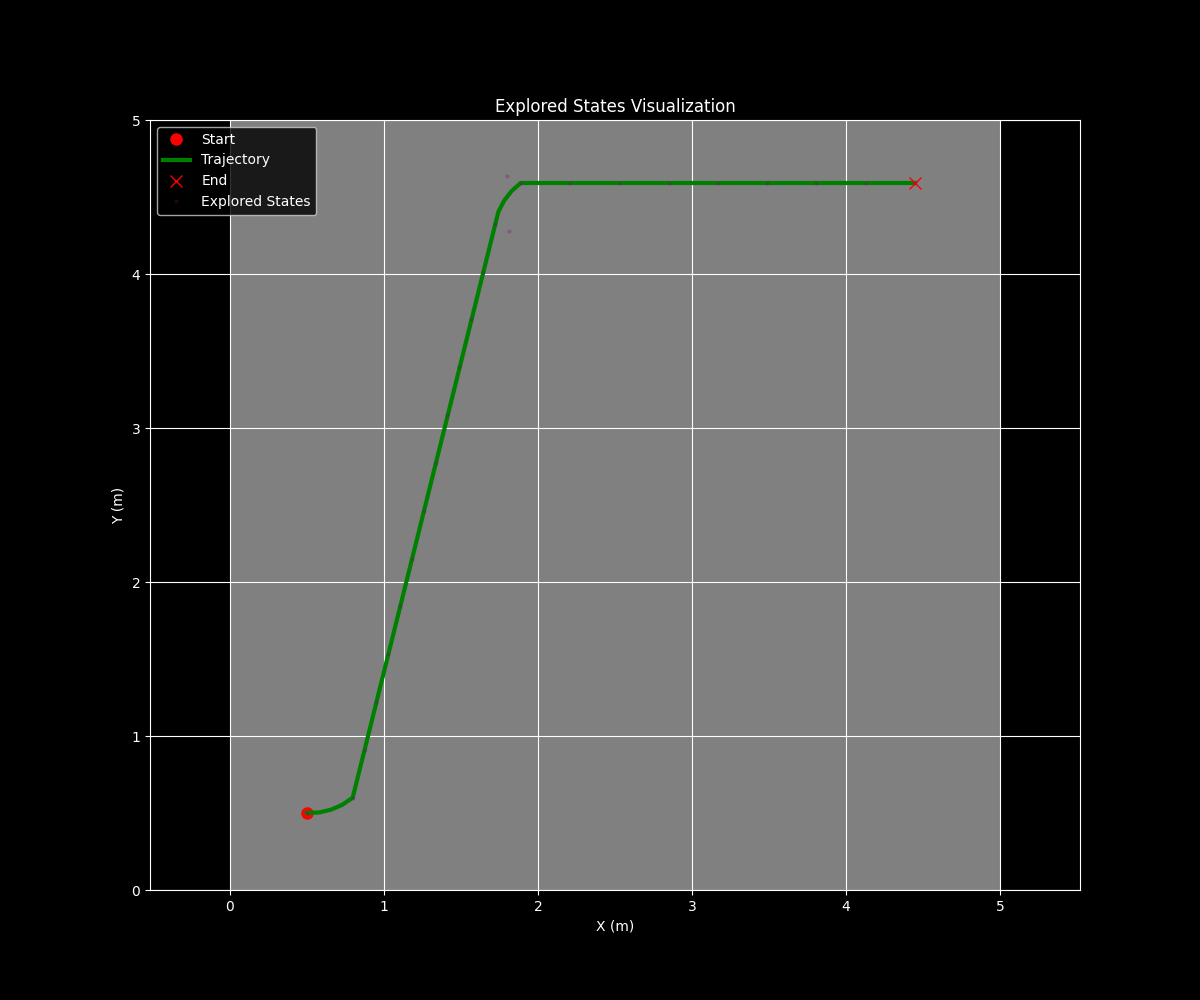 Explored States Visualization
Start
Trajectory
End
Explored States
5
4
3
2
1
0
Y (m)
0 1 2 3 4 5
X (m)